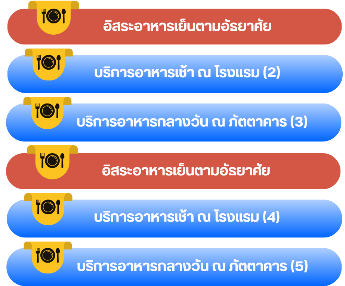 อิสระอาหารเย็นตามอัธยาศัย
บริการอาหารเช้า ณ โรงแรม (2)
บริการอาหารกลางวัน ณ ภัตตาคาร (3)
อิสระอาหารเย็นตามอัธยาศัย
บริการอาหารเช้า ณ โรงแรม (4)
บริการอาหารกลางวัน ณ ภัตตาคาร (5)